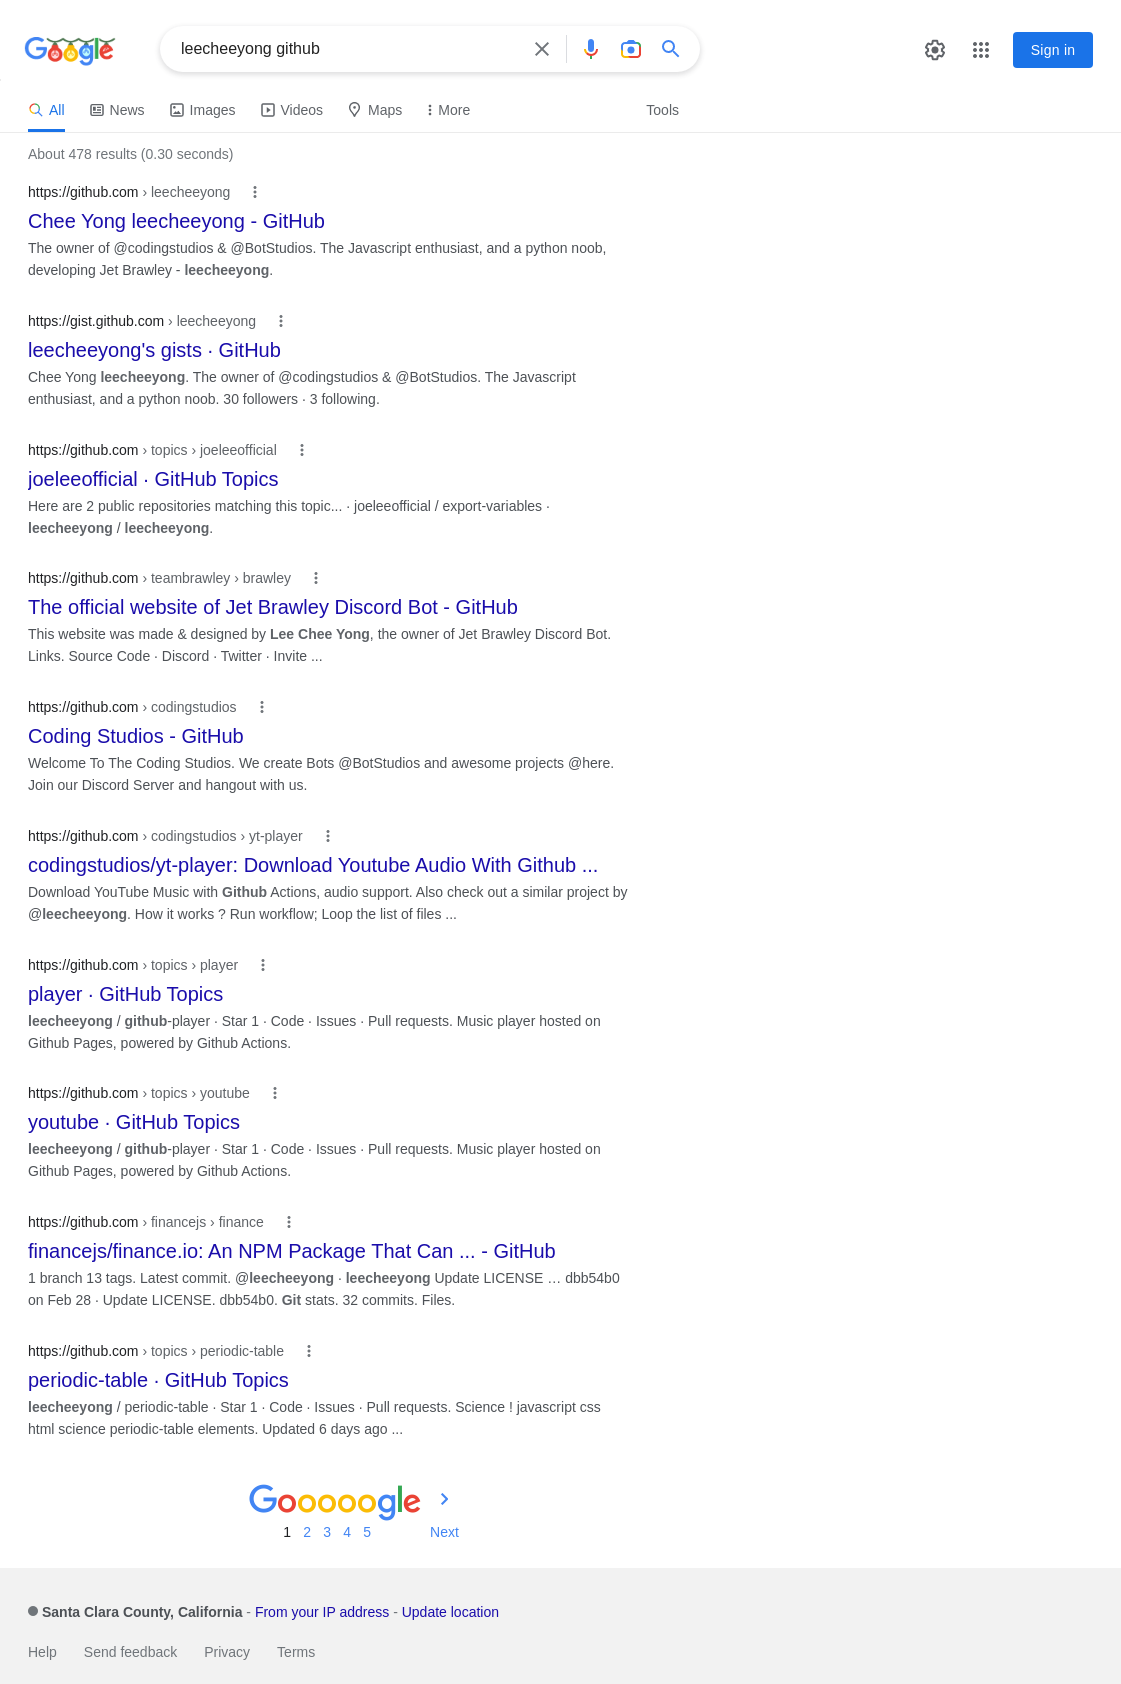 Google
leecheeyong github
Sign in
All News Images Videos Maps More Tools
About 478 results (0.30 seconds)
https://github.com › leecheeyong
Chee Yong leecheeyong - GitHub
The owner of @codingstudios & @BotStudios. The Javascript enthusiast, and a python noob,
developing Jet Brawley - leecheeyong.
https://gist.github.com › leecheeyong
leecheeyong's gists · GitHub
Chee Yong leecheeyong. The owner of @codingstudios & @BotStudios. The Javascript
enthusiast, and a python noob. 30 followers · 3 following.
https://github.com › topics › joeleeofficial
joeleeofficial · GitHub Topics
Here are 2 public repositories matching this topic... · joeleeofficial / export-variables ·
leecheeyong / leecheeyong.
https://github.com › teambrawley › brawley
The official website of Jet Brawley Discord Bot - GitHub
This website was made & designed by Lee Chee Yong, the owner of Jet Brawley Discord Bot.
Links. Source Code · Discord · Twitter · Invite ...
https://github.com › codingstudios
Coding Studios - GitHub
Welcome To The Coding Studios. We create Bots @BotStudios and awesome projects @here.
Join our Discord Server and hangout with us.
https://github.com › codingstudios › yt-player
codingstudios/yt-player: Download Youtube Audio With Github ...
Download YouTube Music with Github Actions, audio support. Also check out a similar project by
@leecheeyong. How it works ? Run workflow; Loop the list of files ...
https://github.com › topics › player
player · GitHub Topics
leecheeyong / github-player · Star 1 · Code · Issues · Pull requests. Music player hosted on
Github Pages, powered by Github Actions.
https://github.com › topics › youtube
youtube · GitHub Topics
leecheeyong / github-player · Star 1 · Code · Issues · Pull requests. Music player hosted on
Github Pages, powered by Github Actions.
https://github.com › financejs › finance
financejs/finance.io: An NPM Package That Can ... - GitHub
1 branch 13 tags. Latest commit. @leecheeyong · leecheeyong Update LICENSE … dbb54b0
on Feb 28 · Update LICENSE. dbb54b0. Git stats. 32 commits. Files.
https://github.com › topics › periodic-table
periodic-table · GitHub Topics
leecheeyong / periodic-table · Star 1 · Code · Issues · Pull requests. Science ! javascript css
html science periodic-table elements. Updated 6 days ago ...
Gooooogle
1 2 3 4 5 Next
Santa Clara County, California - From your IP address - Update location
Help Send feedback Privacy Terms